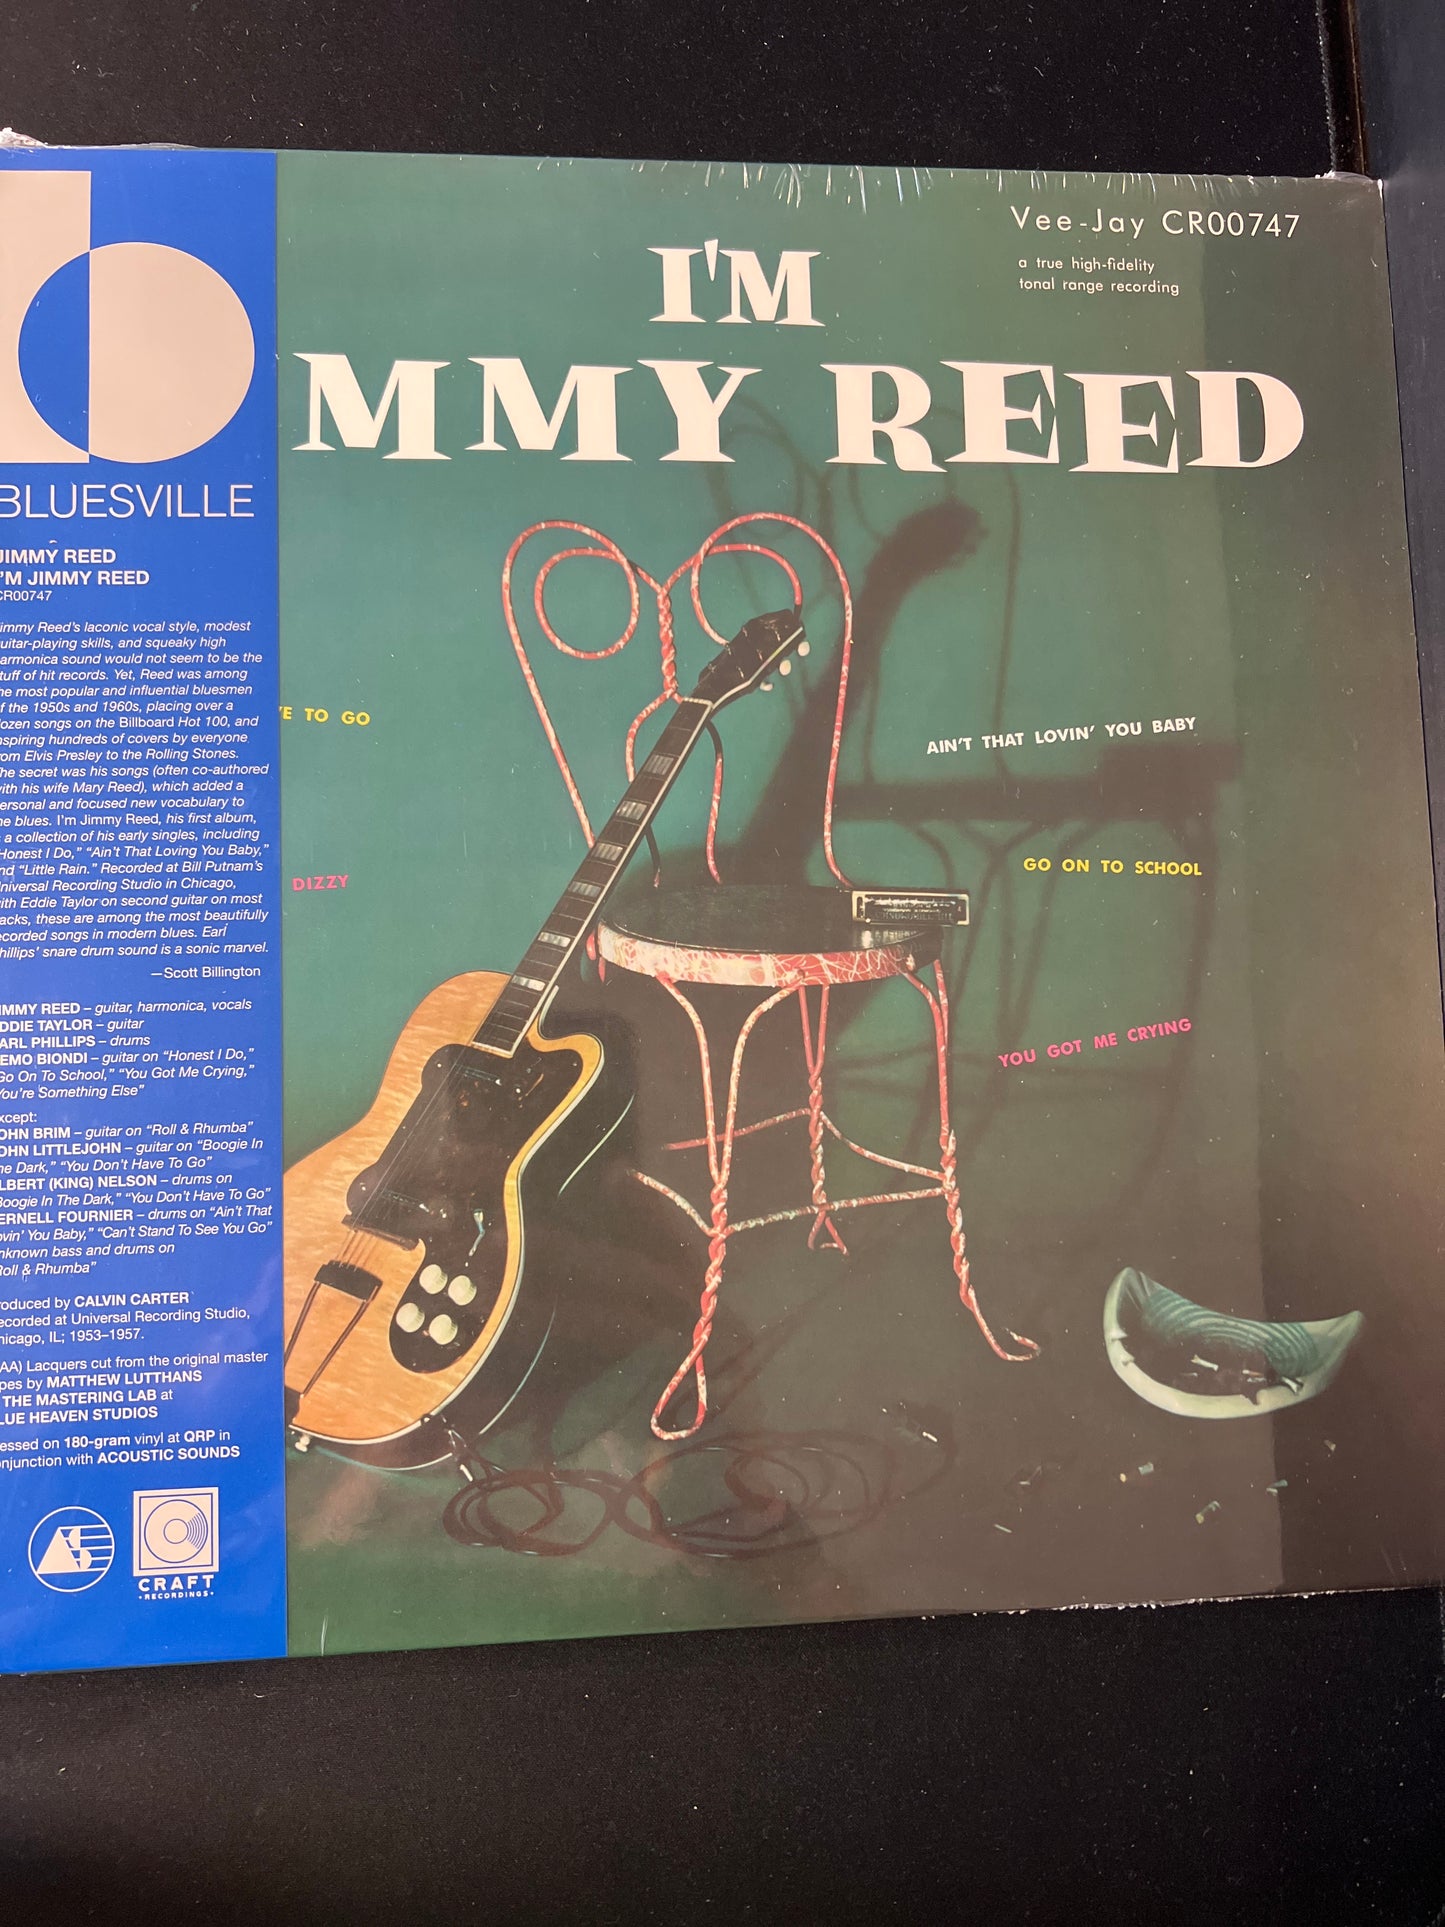 Vee-Jay CR00747
a true high-fidelity
tonal range recording
I'M
MMY REED
TO GO
AIN'T THAT LOVIN' YOU BABY
GO ON TO SCHOOL
DIZZY
YOU GOT ME CRYING
BLUESVILLE
JIMMY REED
I'M JIMMY REED
CR00747
Jimmy Reed's laconic vocal style, modest
guitar-playing skills, and squeaky high
harmonica sound would not seem to be the
stuff of hit records. Yet, Reed was among
the most popular and influential bluesmen
of the 1950s and 1960s, placing over a
dozen songs on the Billboard Hot 100, and
inspiring hundreds of covers by everyone
from Elvis Presley to the Rolling Stones.
The secret was his songs (often co-authored
with his wife Mary Reed), which added a
personal and focused new vocabulary to
the blues. I'm Jimmy Reed, his first album,
a collection of his early singles, including
"Honest I Do," "Ain't That Loving You Baby,"
and "Little Rain." Recorded at Bill Putnam's
Universal Recording Studio in Chicago,
with Eddie Taylor on second guitar on most
tracks, these are among the most beautifully
recorded songs in modern blues. Earl
Phillips' snare drum sound is a sonic marvel.
—Scott Billington
JIMMY REED – guitar, harmonica, vocals
EDDIE TAYLOR – guitar
EARL PHILLIPS – drums
REMO BIONDI – guitar on "Honest I Do,"
"Go On To School," "You Got Me Crying,"
"You're Something Else"
Except:
JOHN BRIM – guitar on "Roll & Rhumba"
JOHN LITTLEJOHN – guitar on "Boogie In
The Dark," "You Don't Have To Go"
ALBERT (KING) NELSON – drums on
"Boogie In The Dark," "You Don't Have To Go"
VERNELL FOURNIER – drums on "Ain't That
Lovin' You Baby," "Can't Stand To See You Go"
Unknown bass and drums on
"Roll & Rhumba"
Produced by CALVIN CARTER
Recorded at Universal Recording Studio,
Chicago, IL; 1953–1957.
(AAA) Lacquers cut from the original master
tapes by MATTHEW LUTTHANS
THE MASTERING LAB at
BLUE HEAVEN STUDIOS
Pressed on 180-gram vinyl at QRP in
conjunction with ACOUSTIC SOUNDS
AS
CRAFT
RECORDINGS